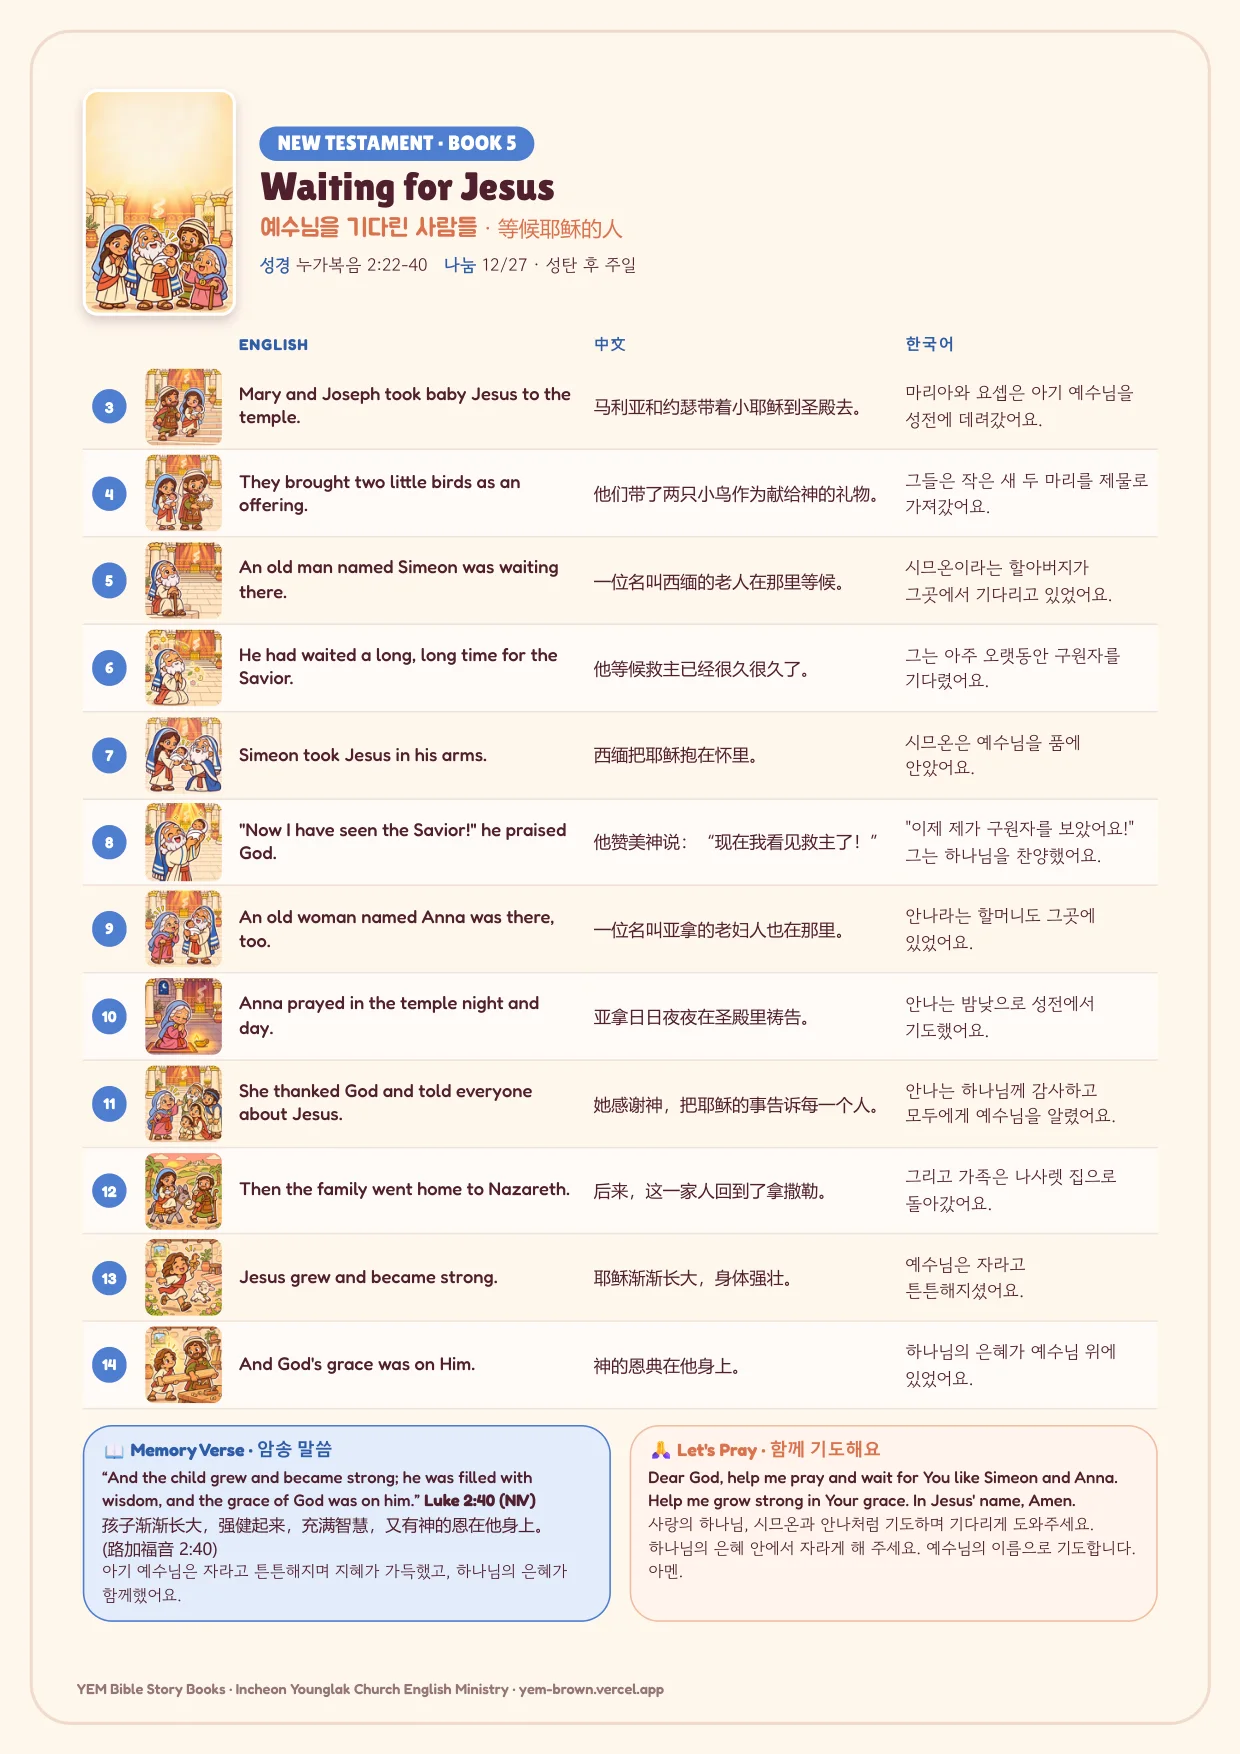 NEW TESTAMENT · BOOK 5
Waiting for Jesus
예수님을 기다린 사람들 · 等候耶稣的人
성경 누가복음 2:22-40 나눔 12/27 · 성탄 후 주일
ENGLISH 中文 한국어
3
Mary and Joseph took baby Jesus to the
temple.
马利亚和约瑟带着小耶稣到圣殿去。
마리아와 요셉은 아기 예수님을
성전에 데려갔어요.
4
They brought two little birds as an
offering.
他们带了两只小鸟作为献给神的礼物。
그들은 작은 새 두 마리를 제물로
가져갔어요.
5
An old man named Simeon was waiting
there.
一位名叫西缅的老人在那里等候。
시므온이라는 할아버지가
그곳에서 기다리고 있었어요.
6
He had waited a long, long time for the
Savior.
他等候救主已经很久很久了。
그는 아주 오랫동안 구원자를
기다렸어요.
7
Simeon took Jesus in his arms.
西缅把耶稣抱在怀里。
시므온은 예수님을 품에
안았어요.
8
"Now I have seen the Savior!" he praised
God.
他赞美神说：“现在我看见救主了！”
"이제 제가 구원자를 보았어요!"
그는 하나님을 찬양했어요.
9
An old woman named Anna was there,
too.
一位名叫亚拿的老妇人也在那里。
안나라는 할머니도 그곳에
있었어요.
10
Anna prayed in the temple night and
day.
亚拿日日夜夜在圣殿里祷告。
안나는 밤낮으로 성전에서
기도했어요.
11
She thanked God and told everyone
about Jesus.
她感谢神，把耶稣的事告诉每一个人。
안나는 하나님께 감사하고
모두에게 예수님을 알렸어요.
12
Then the family went home to Nazareth.
后来，这一家人回到了拿撒勒。
그리고 가족은 나사렛 집으로
돌아갔어요.
13
Jesus grew and became strong.
耶稣渐渐长大，身体强壮。
예수님은 자라고
튼튼해지셨어요.
14
And God's grace was on Him.
神的恩典在他身上。
하나님의 은혜가 예수님 위에
있었어요.
📖 Memory Verse · 암송 말씀
“And the child grew and became strong; he was filled with
wisdom, and the grace of God was on him.” Luke 2:40 (NIV)
孩子渐渐长大，强健起来，充满智慧，又有神的恩在他身上。
(路加福音 2:40)
아기 예수님은 자라고 튼튼해지며 지혜가 가득했고, 하나님의 은혜가
함께했어요.
🙏 Let's Pray · 함께 기도해요
Dear God, help me pray and wait for You like Simeon and Anna.
Help me grow strong in Your grace. In Jesus' name, Amen.
사랑의 하나님, 시므온과 안나처럼 기도하며 기다리게 도와주세요.
하나님의 은혜 안에서 자라게 해 주세요. 예수님의 이름으로 기도합니다.
아멘.
YEM Bible Story Books · Incheon Younglak Church English Ministry · yem-brown.vercel.app